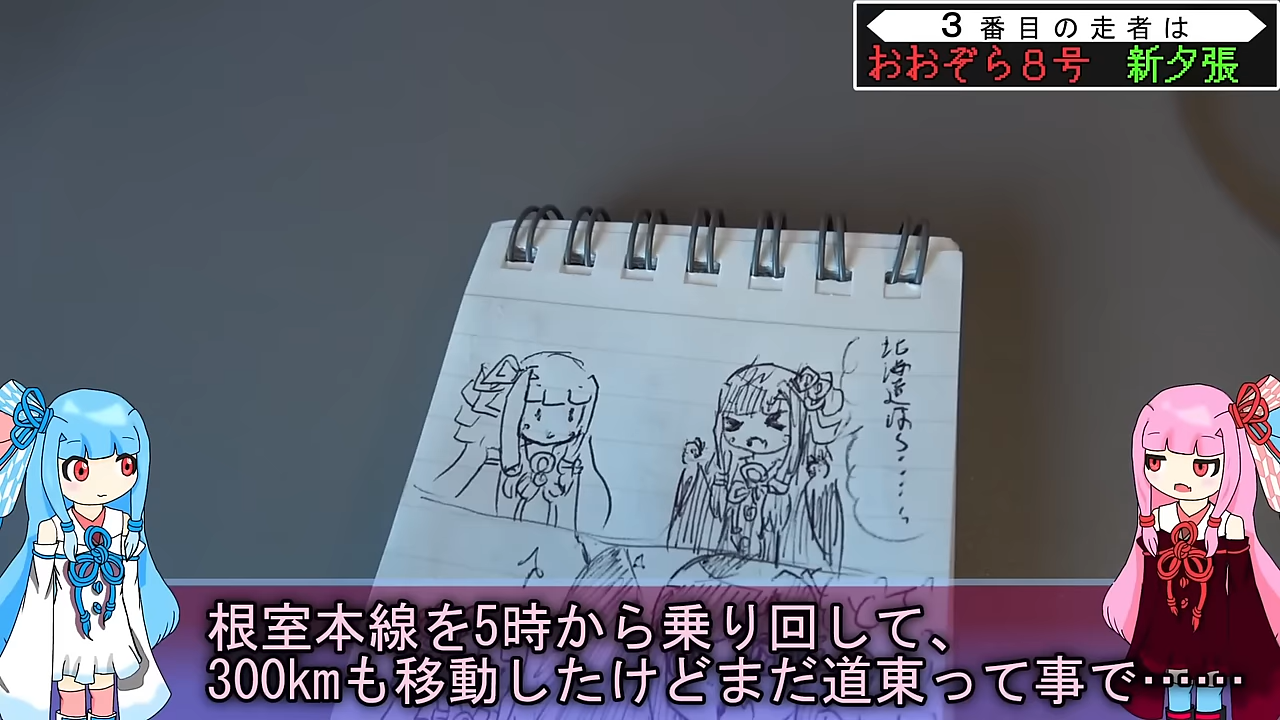 3番目の走者は
おおぞら8号 新夕張
北海道は〜……
根室本線を5時から乗り回して、
300kmも移動したけどまだ道東って事で……